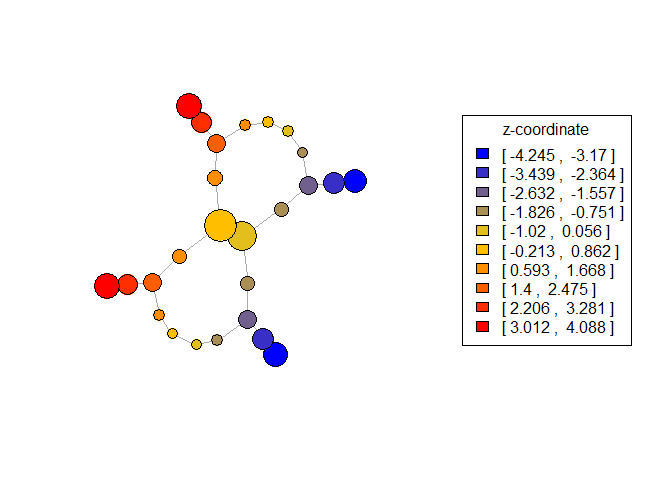 z-coordinate
[ -4.245 , -3.17 ]
[ -3.439 , -2.364 ]
[ -2.632 , -1.557 ]
[ -1.826 , -0.751 ]
[ -1.02 , 0.056 ]
[ -0.213 , 0.862 ]
[ 0.593 , 1.668 ]
[ 1.4 , 2.475 ]
[ 2.206 , 3.281 ]
[ 3.012 , 4.088 ]